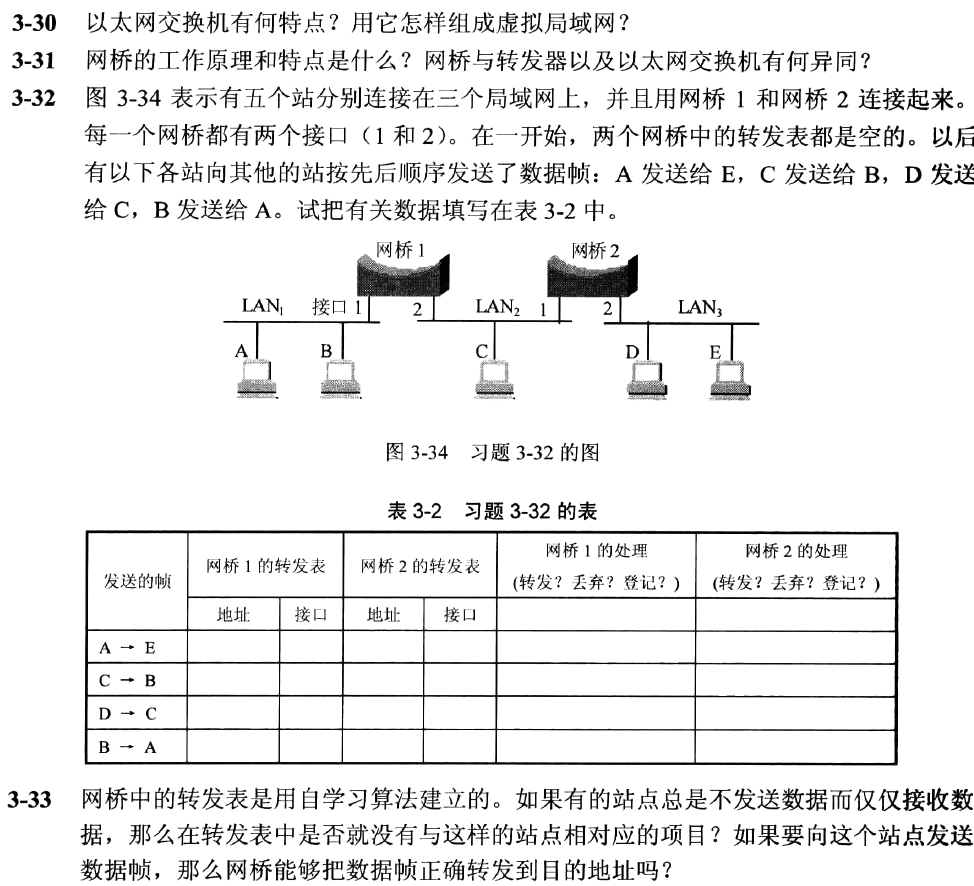 3-30 以太网交换机有何特点？用它怎样组成虚拟局域网？
3-31 网桥的工作原理和特点是什么？网桥与转发器以及以太网交换机有何异同？
3-32 图 3-34 表示有五个站分别连接在三个局域网上，并且用网桥 1 和网桥 2 连接起来。
每一个网桥都有两个接口（1 和 2）。在一开始，两个网桥中的转发表都是空的。以后
有以下各站向其他的站按先后顺序发送了数据帧：A 发送给 E，C 发送给 B，D 发送
给 C，B 发送给 A。试把有关数据填写在表 3-2 中。
网桥 1 网桥 2
LAN₁ 接口 1 2 LAN₂ 1 2 LAN₃
A B C D E
图 3-34 习题 3-32 的图
表 3-2 习题 3-32 的表
发送的帧 网桥 1 的转发表 网桥 2 的转发表 网桥 1 的处理 网桥 2 的处理
(转发？丢弃？登记？) (转发？丢弃？登记？)
地址 接口 地址 接口
A → E
C → B
D → C
B → A
3-33 网桥中的转发表是用自学习算法建立的。如果有的站点总是不发送数据而仅仅接收数
据，那么在转发表中是否就没有与这样的站点相对应的项目？如果要向这个站点发送
数据帧，那么网桥能够把数据帧正确转发到目的地址吗？